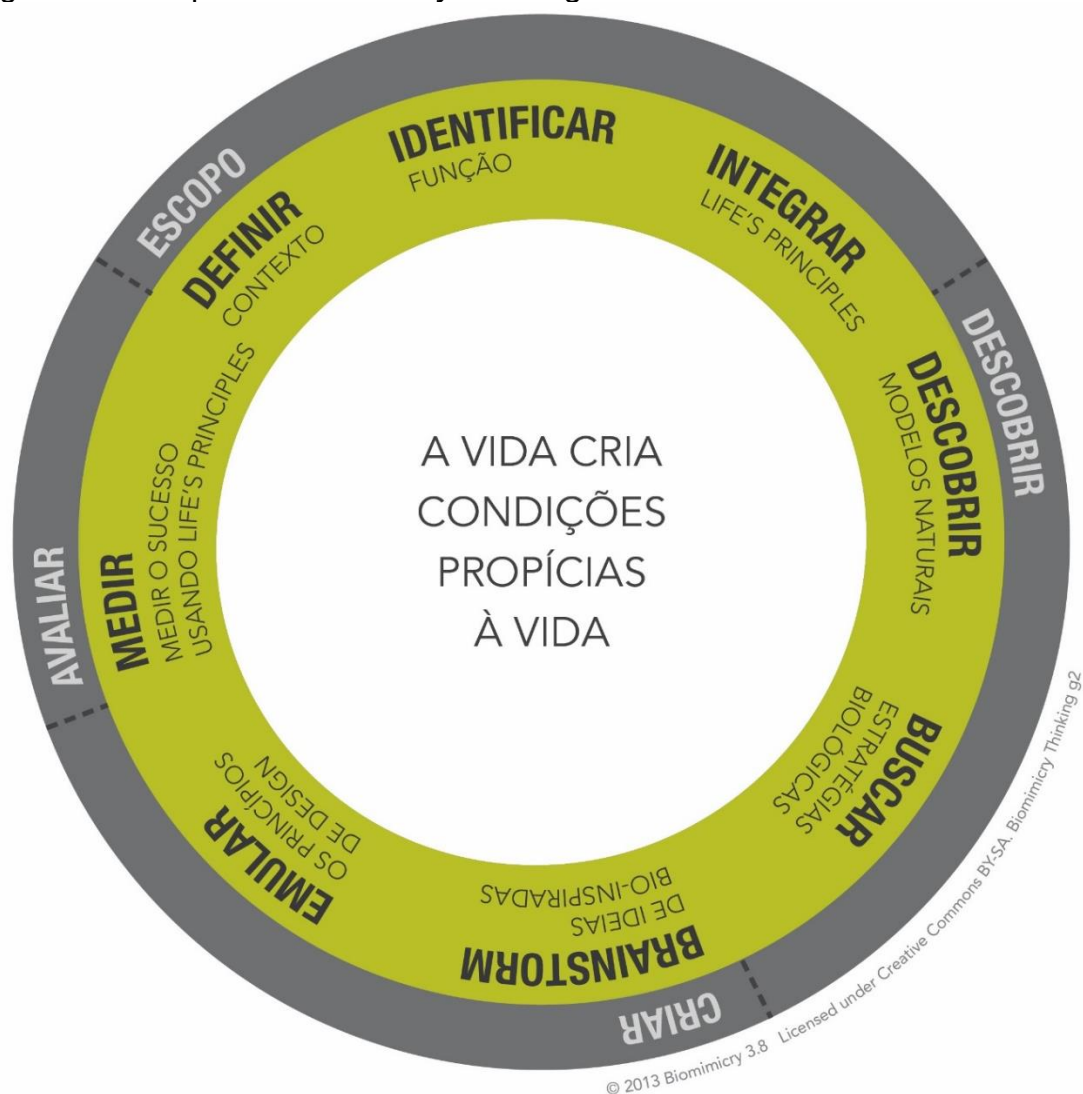 ESCOPO
DEFINIR
CONTEXTO
IDENTIFICAR
FUNÇÃO
INTEGRAR
LIFE'S PRINCIPLES
DESCOBRIR
DESCOBRIR
MODELOS NATURAIS
BUSCAR
ESTRATÉGIAS
BIOLÓGICAS
CRIAR
BRAINSTORM
DE IDEIAS
BIO-INSPIRADAS
EMULAR
OS PRINCÍPIOS
DE DESIGN
AVALIAR
MEDIR
MEDIR O SUCESSO
USANDO LIFE'S PRINCIPLES
A VIDA CRIA
CONDIÇÕES
PROPÍCIAS
À VIDA
© 2013 Biomimicry 3.8 Licensed under Creative Commons BY-SA. Biomimicry Thinking g2